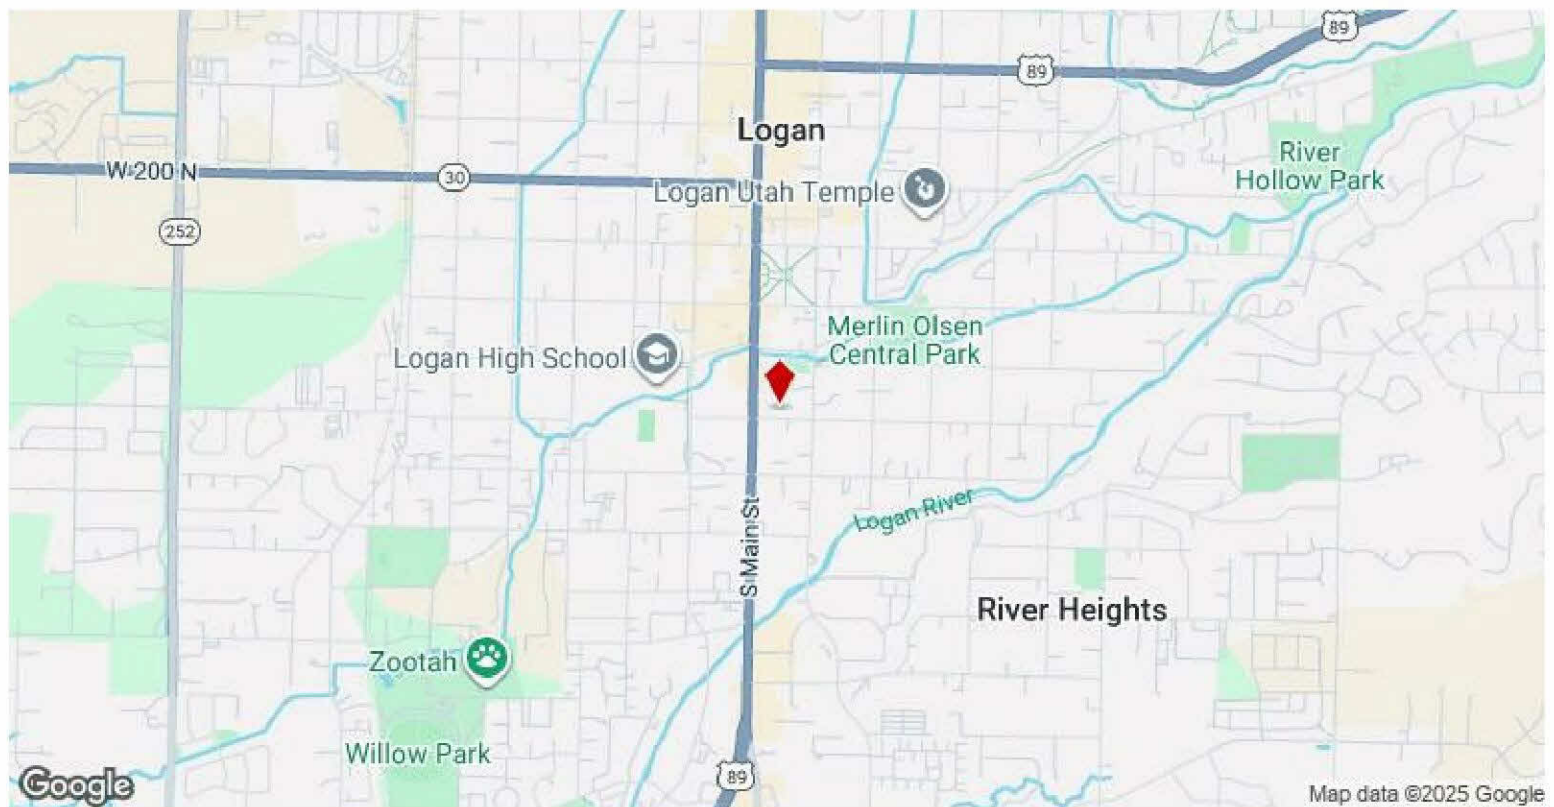 89
89
Logan
River
Hollow Park
W 200 N
30
Logan Utah Temple
252
Merlin Olsen
Central Park
Logan High School
Logan River
S Main St
River Heights
Zootah
Willow Park
89
Google
Map data ©2025 Google